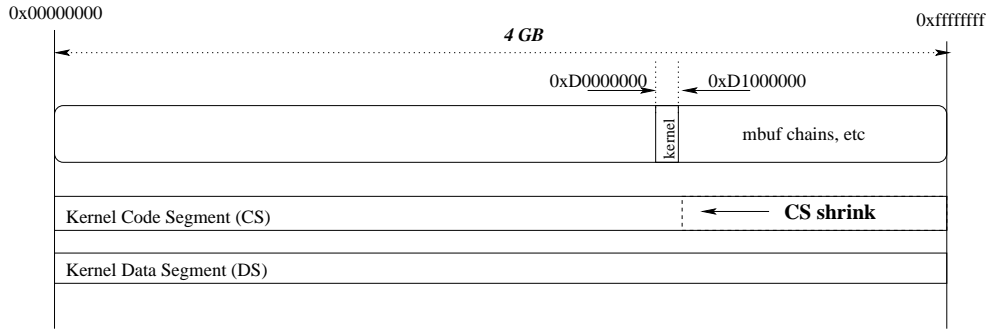 0x00000000
0xffffffff
4 GB
0xD0000000
0xD1000000
kernel
mbuf chains, etc
Kernel Code Segment (CS)
CS shrink
Kernel Data Segment (DS)